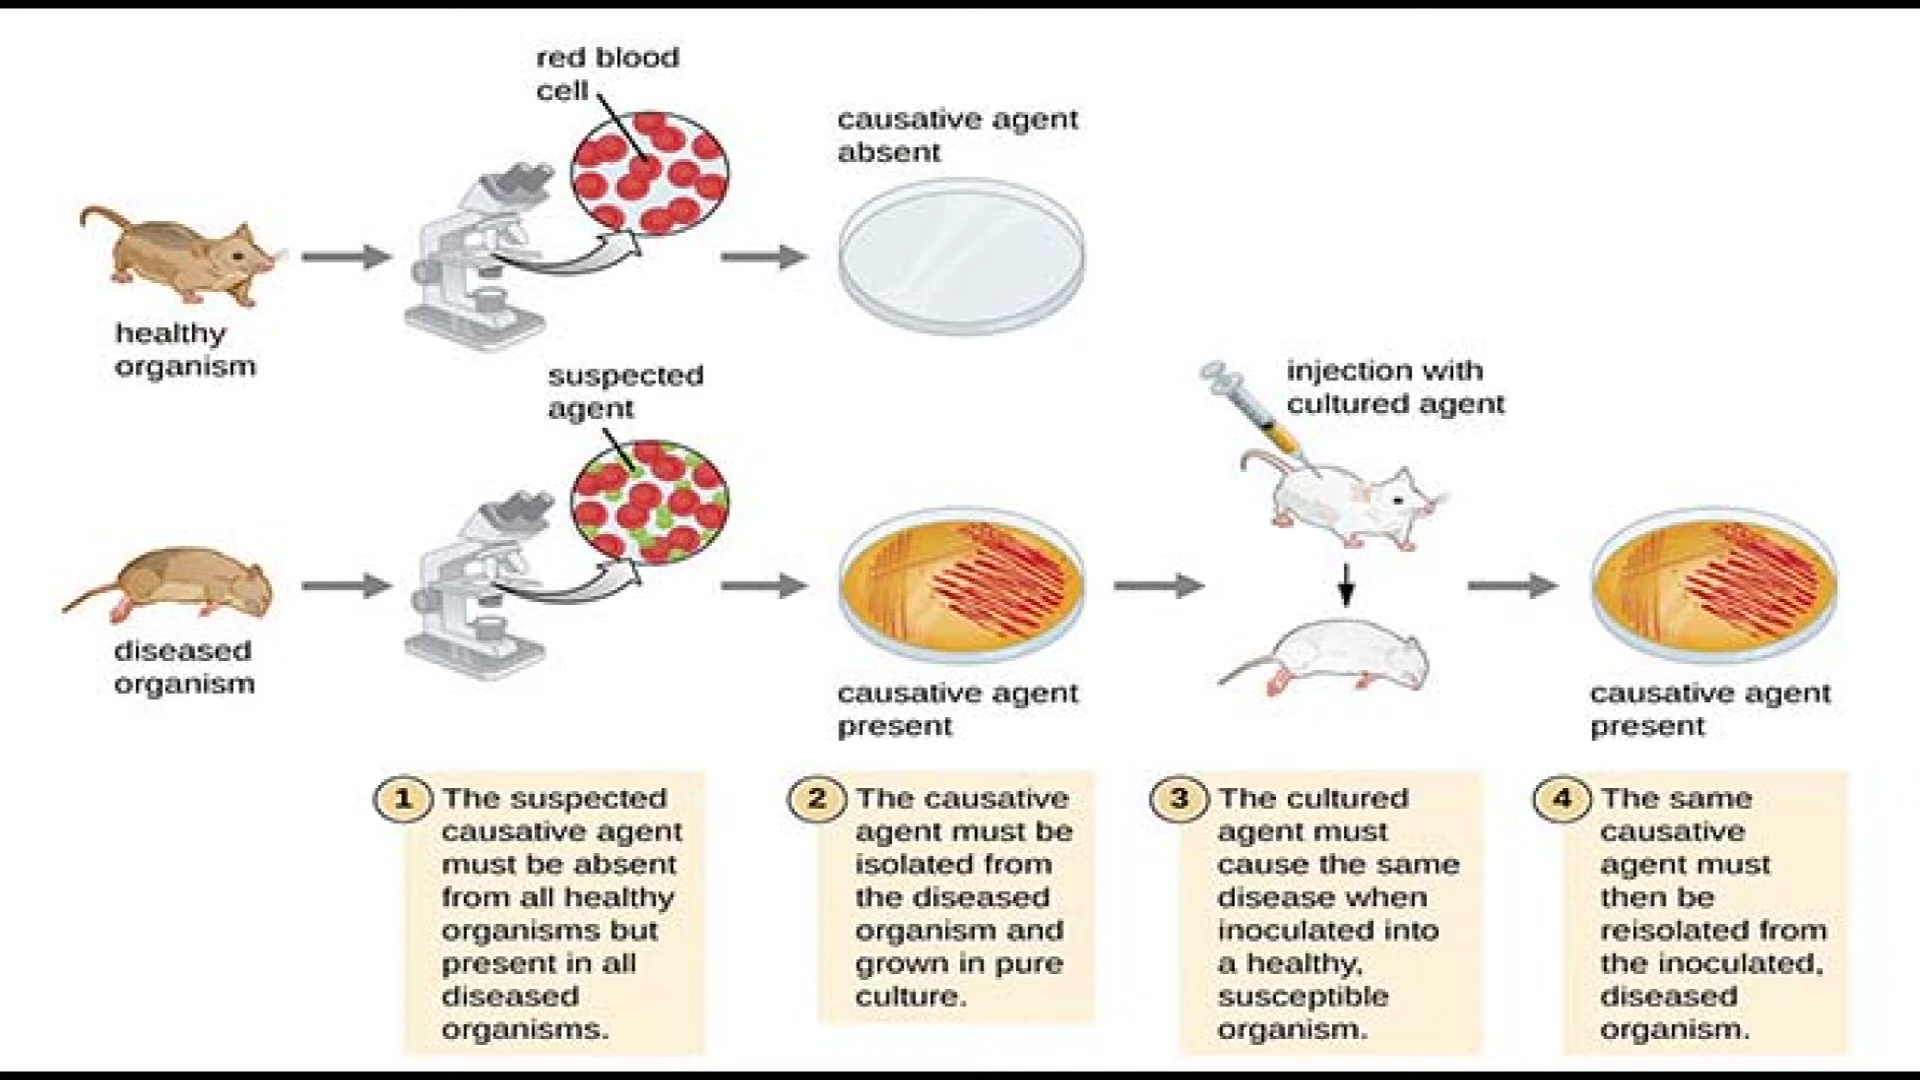 red blood
cell
causative agent
absent
healthy
organism
suspected
agent
injection with
cultured agent
diseased
organism
causative agent
present
causative agent
present
1 The suspected
causative agent
must be absent
from all healthy
organisms but
present in all
diseased
organisms.
2 The causative
agent must be
isolated from
the diseased
organism and
grown in pure
culture.
3 The cultured
agent must
cause the same
disease when
inoculated into
a healthy,
susceptible
organism.
4 The same
causative
agent must
then be
reisolated from
the inoculated,
diseased
organism.